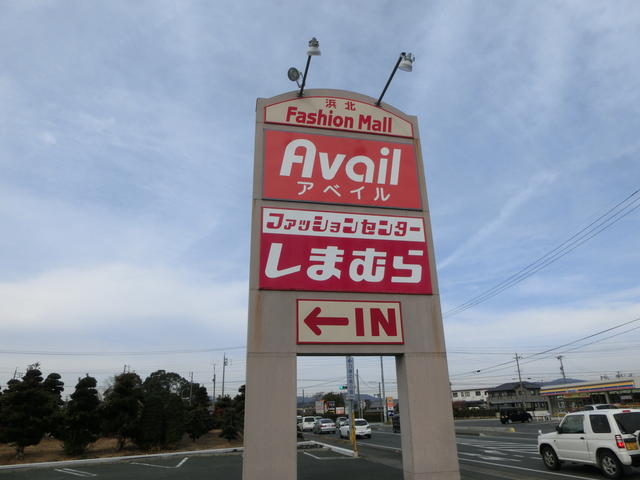 浜北
Fashion Mall
Avail
アベイル
ファッションセンター
しまむら
←IN